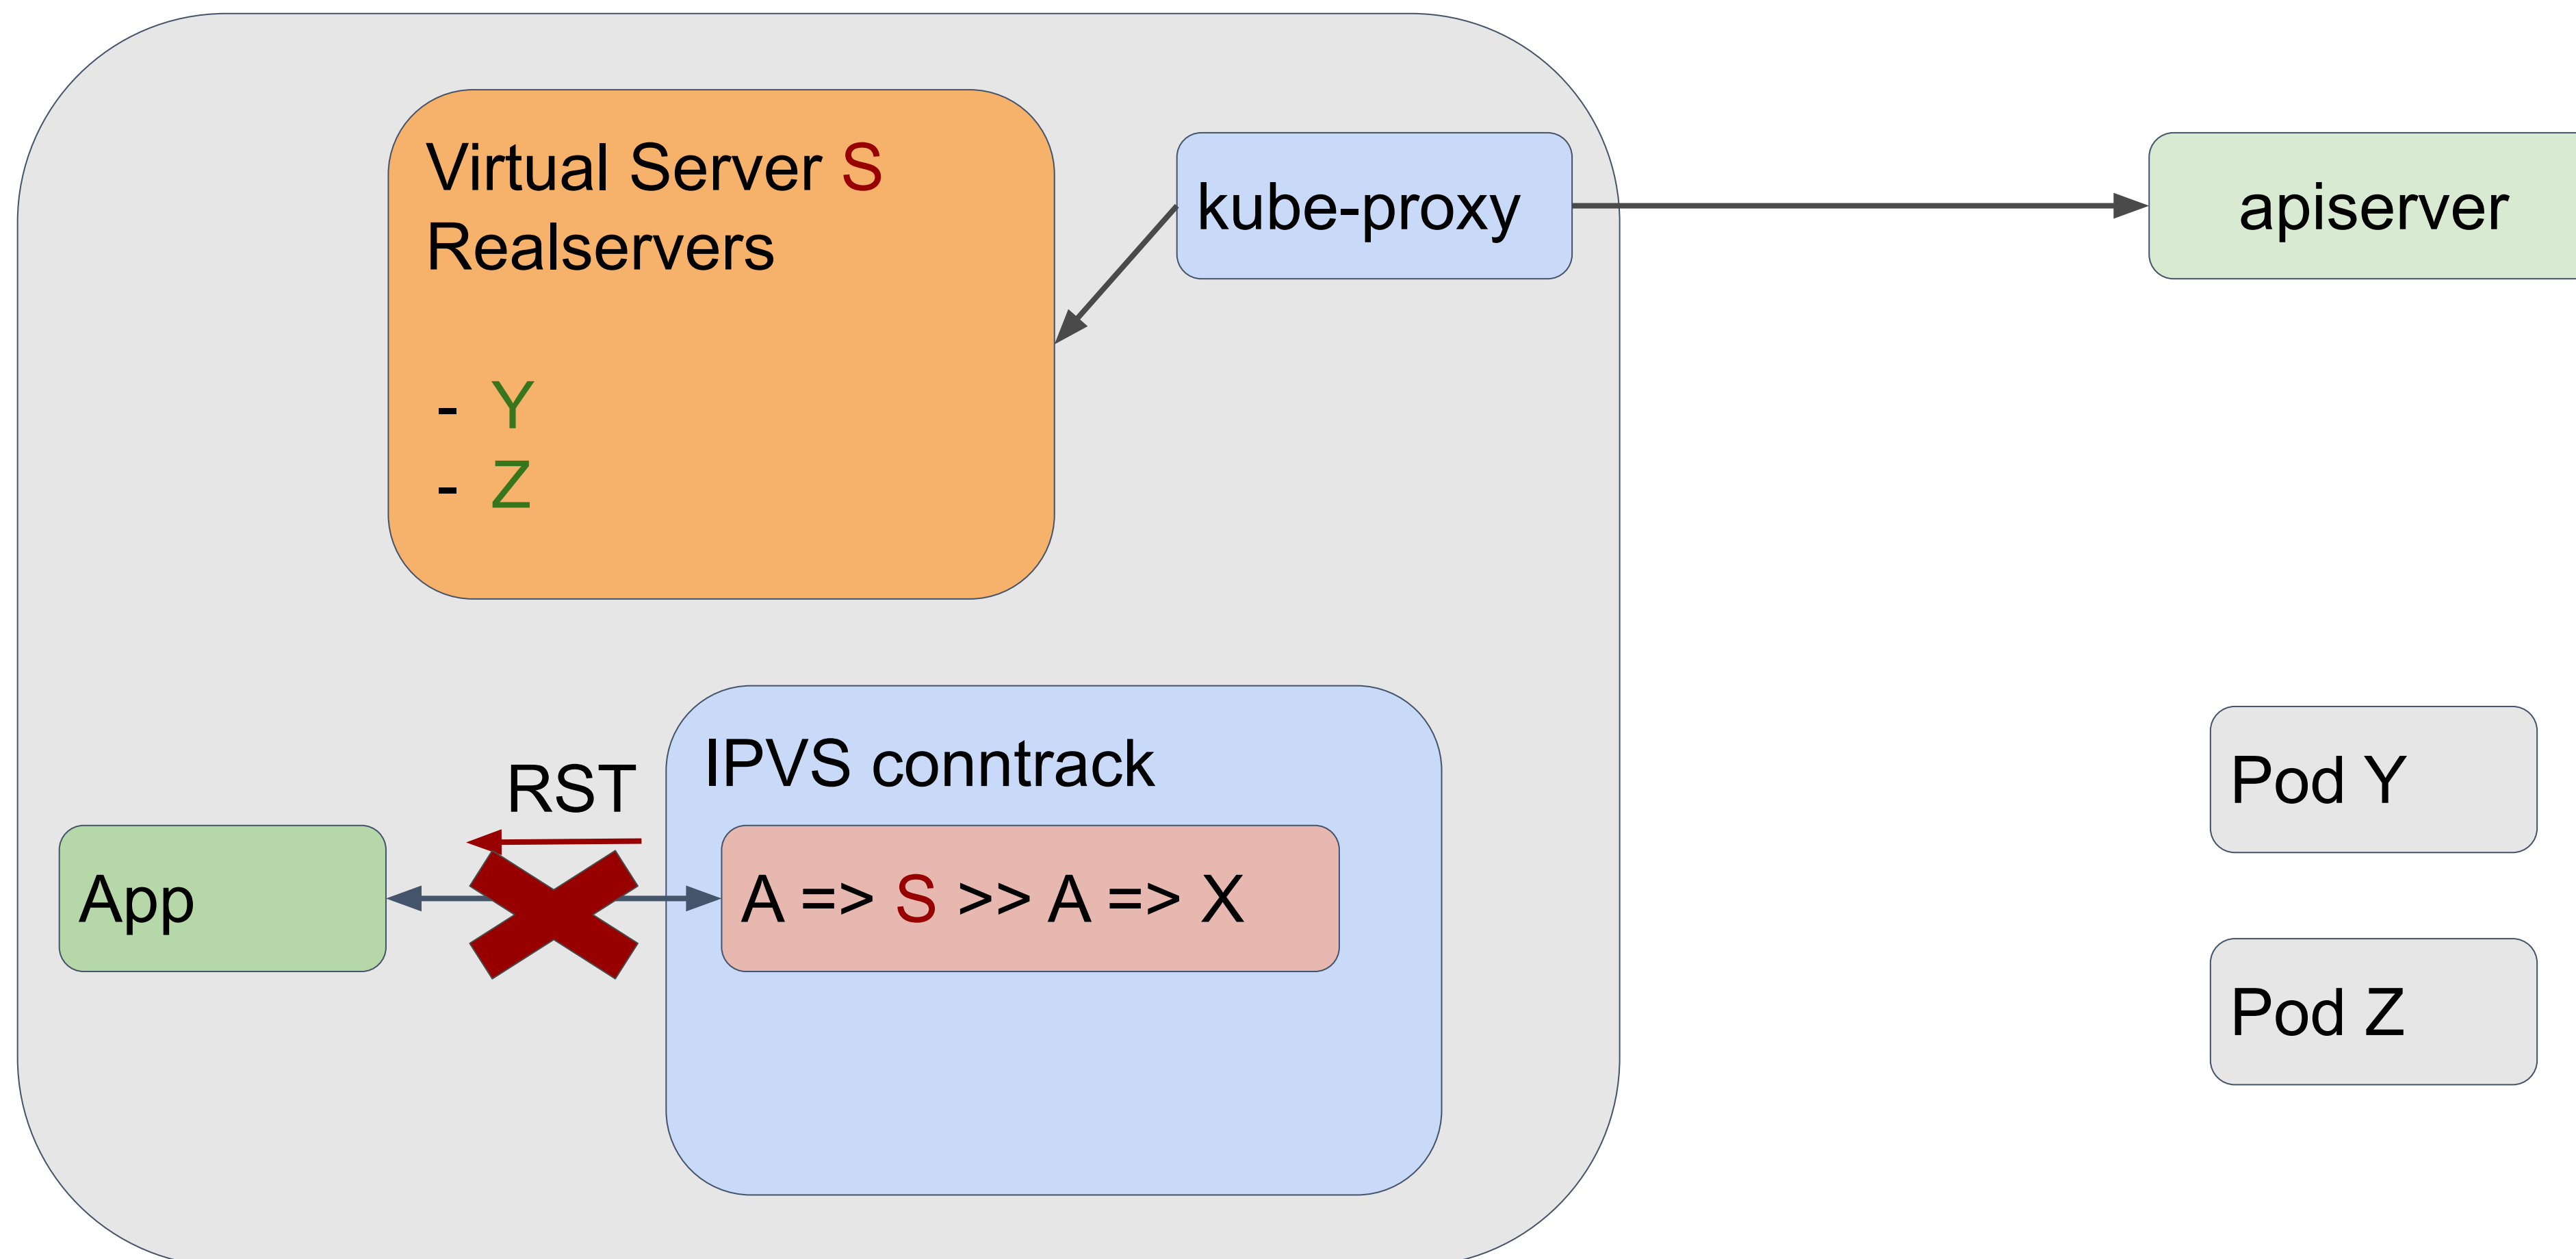 Virtual Server S
Realservers
- Y
- Z
kube-proxy
apiserver
IPVS conntrack
RST
App
A => S >> A => X
Pod Y
Pod Z